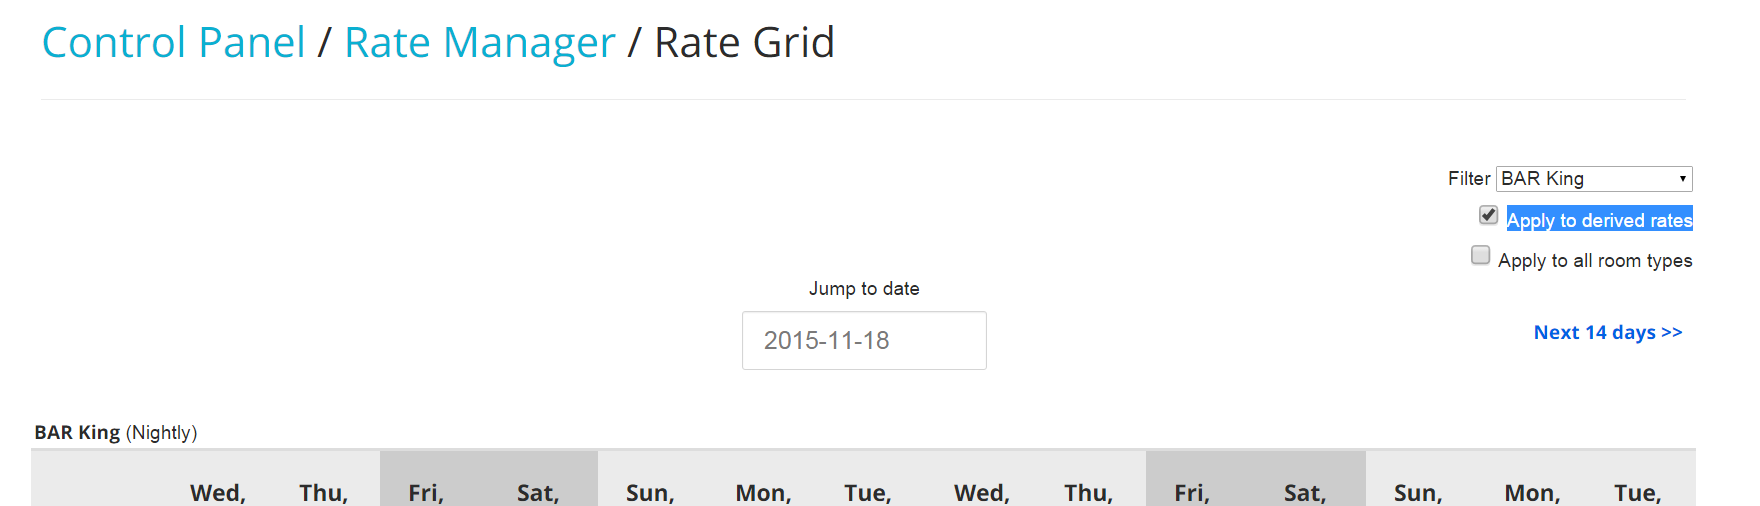 Control Panel / Rate Manager / Rate Grid
Filter BAR King
Apply to derived rates
Apply to all room types
Jump to date
2015-11-18
Next 14 days >>
BAR King (Nightly)
Wed, Thu, Fri, Sat, Sun, Mon, Tue, Wed, Thu, Fri, Sat, Sun, Mon, Tue,